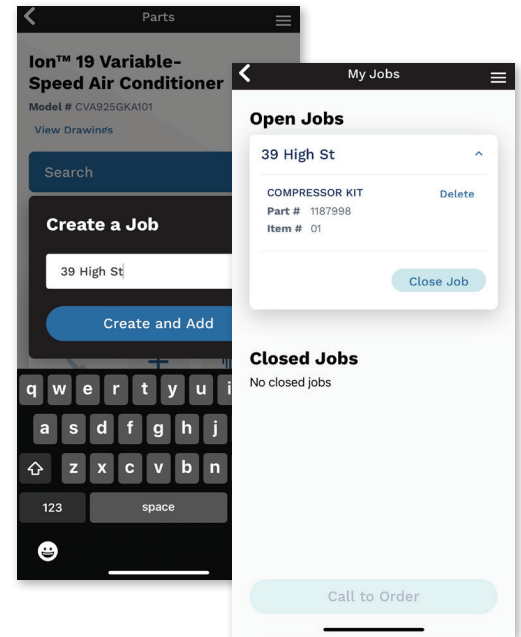 Parts
Ion™ 19 Variable-
Speed Air Conditioner
Model # CVA925GKA101
View Drawings
Search
Create a Job
39 High St
Create and Add
q w e r t y u i
a s d f g h j
z x c v b n
123 space
My Jobs
Open Jobs
39 High St
COMPRESSOR KIT Delete
Part # 1187998
Item # 01
Close Job
Closed Jobs
No closed jobs
Call to Order